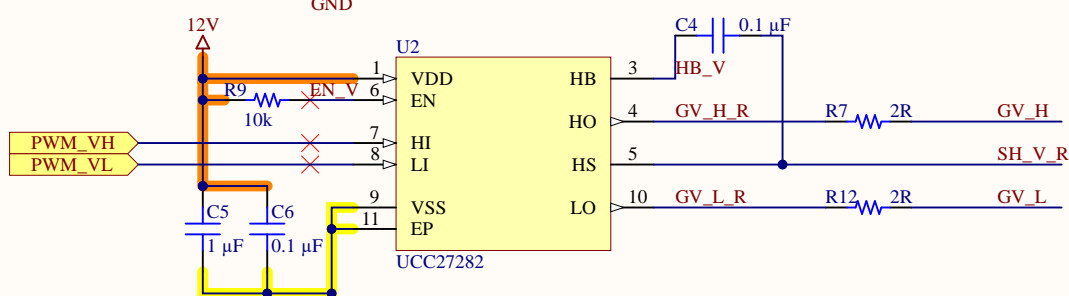 GND
12V
C4 0.1 µF
U2
1 VDD HB 3 HB_V
R9 EN_V 6 EN
10k
HO 4 GV_H_R R7 2R GV_H
PWM_VH 7 HI
PWM_VL 8 LI HS 5 SH_V_R
C5 C6 9 VSS LO 10 GV_L_R R12 2R GV_L
11 EP
1 µF 0.1 µF
UCC27282